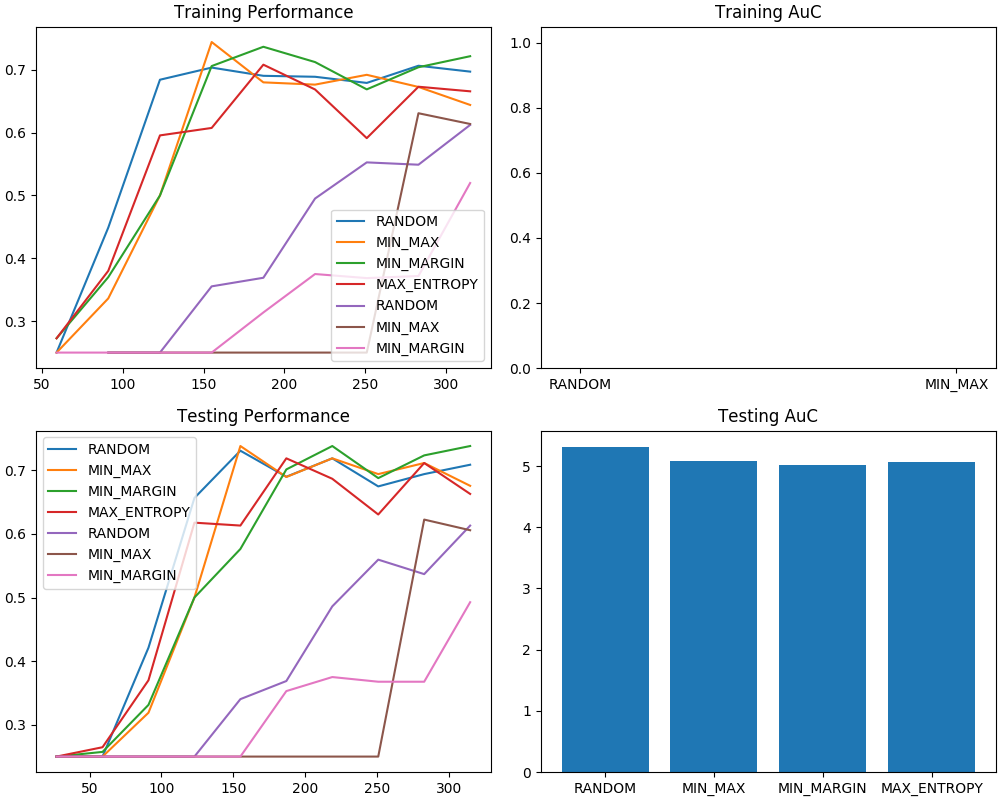 Training Performance
0.7
0.6
0.5
0.4
0.3
50 100 150 200 250 300
RANDOM
MIN_MAX
MIN_MARGIN
MAX_ENTROPY
RANDOM
MIN_MAX
MIN_MARGIN
Training AuC
1.0
0.8
0.6
0.4
0.2
0.0
RANDOM MIN_MAX
Testing Performance
0.7
0.6
0.5
0.4
0.3
50 100 150 200 250 300
RANDOM
MIN_MAX
MIN_MARGIN
MAX_ENTROPY
RANDOM
MIN_MAX
MIN_MARGIN
Testing AuC
5
4
3
2
1
0
RANDOM MIN_MAX MIN_MARGIN MAX_ENTROPY